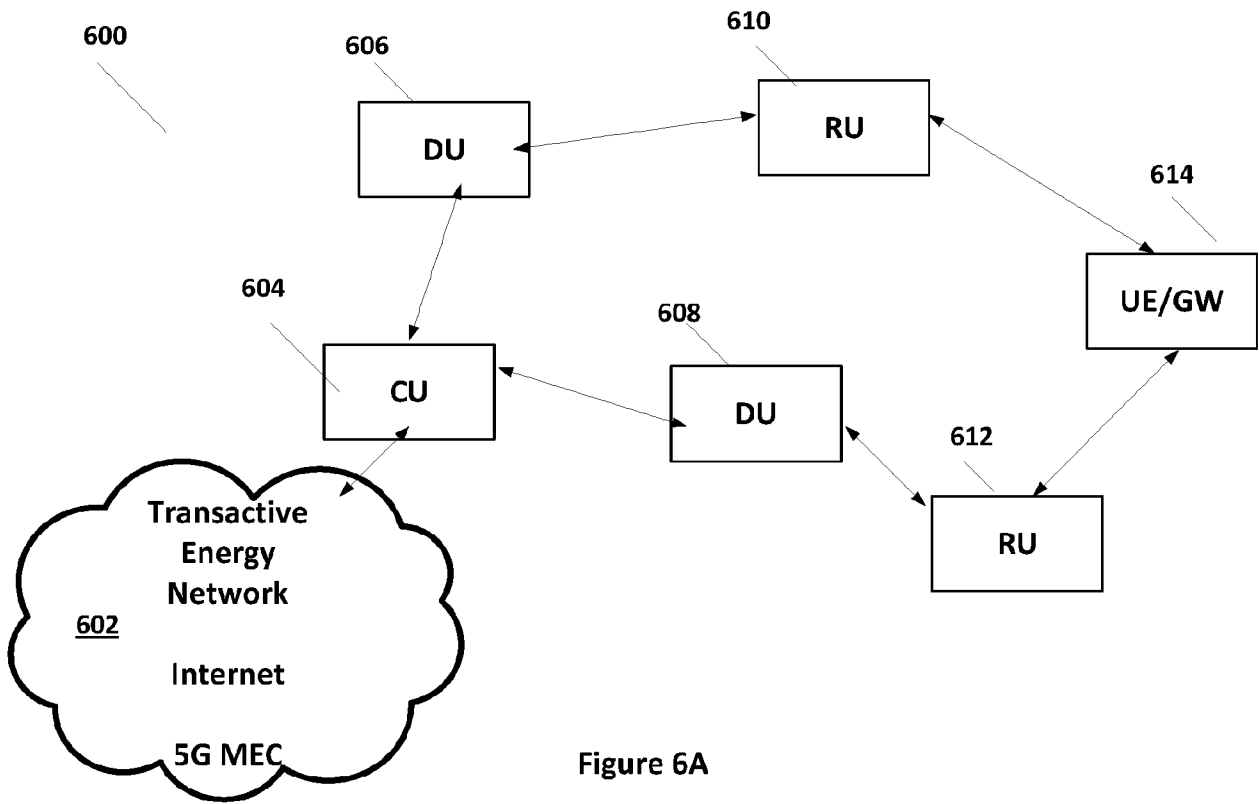 600
606
610
DU
RU
614
604
608
UE/GW
CU
DU
612
Transactive
Energy
Network
RU
602
Internet
5G MEC
Figure 6A